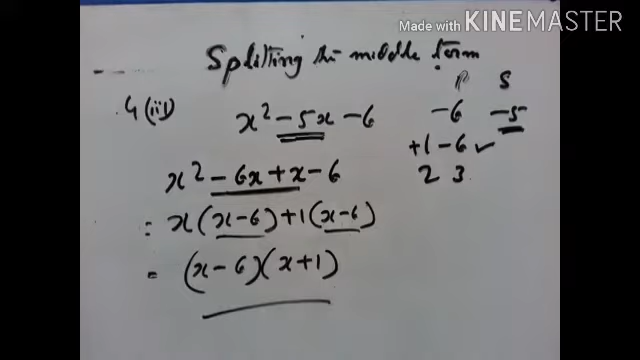 Made with KINEMASTER
Splitting the middle term
4 (iii)
x² - 5x - 6
P S
-6 -5
+1 -6 ✓
2 3
x² - 6x + x - 6
= x(x-6)+1(x-6)
= (x-6)(x+1)